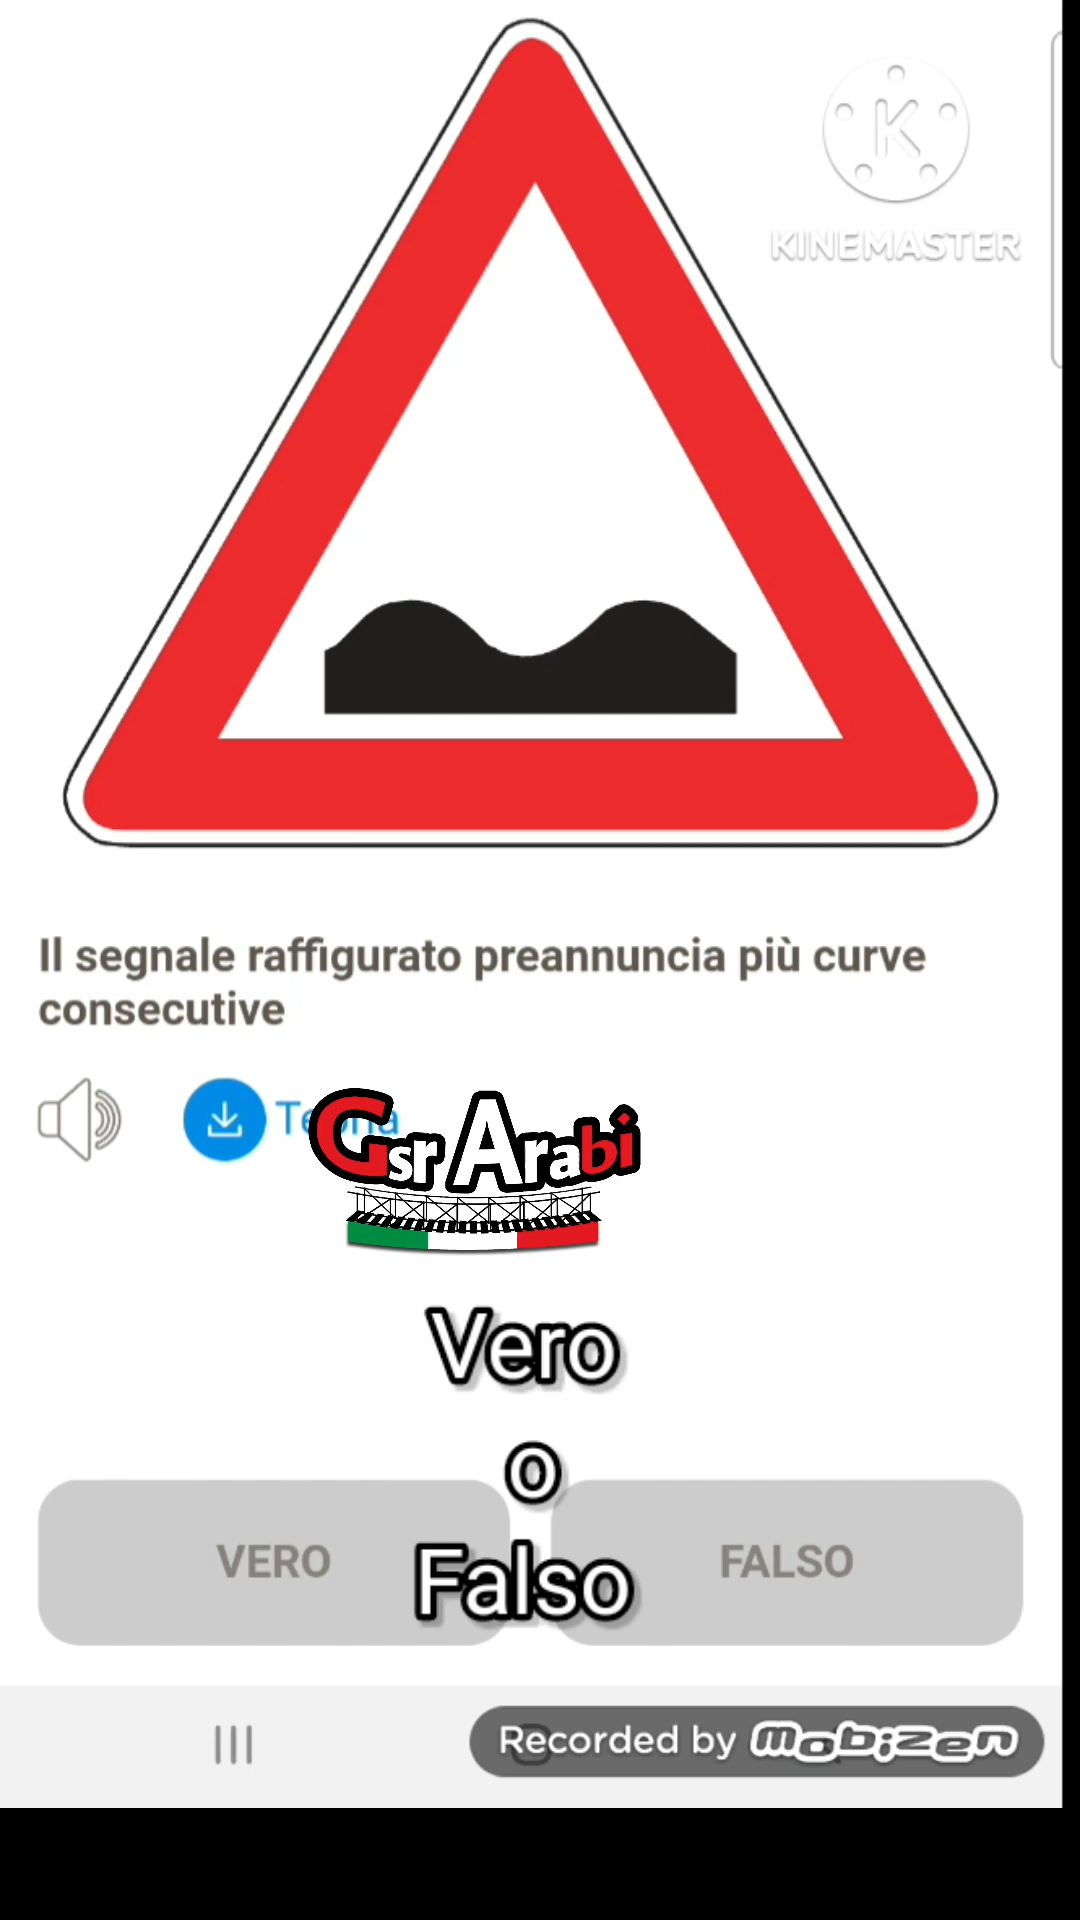 K
KINEMASTER
Il segnale raffigurato preannuncia più curve
consecutive
Gsr Arabi
Vero
o
Falso
VERO
FALSO
Recorded by mobizen